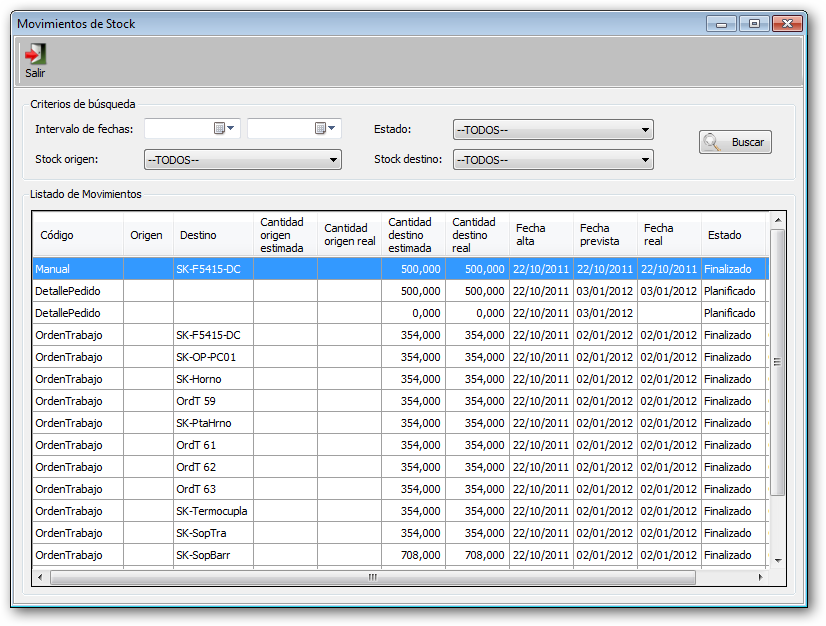 Movimientos de Stock
Salir
Criterios de búsqueda
Intervalo de fechas: Estado:
Stock origen: --TODOS-- Stock destino: --TODOS--
--TODOS--
Buscar
Listado de Movimientos
Código Origen Destino Cantidad origen estimada Cantidad origen real Cantidad destino estimada Cantidad destino real Fecha alta Fecha prevista Fecha real Estado
Manual SK-F5415-DC 500,000 500,000 22/10/2011 22/10/2011 22/10/2011 Finalizado
DetallePedido 500,000 500,000 22/10/2011 03/01/2012 03/01/2012 Planificado
DetallePedido 0,000 0,000 22/10/2011 03/01/2012 Planificado
OrdenTrabajo SK-F5415-DC 354,000 354,000 22/10/2011 02/01/2012 02/01/2012 Finalizado
OrdenTrabajo SK-OP-PC01 354,000 354,000 22/10/2011 02/01/2012 02/01/2012 Finalizado
OrdenTrabajo SK-Horno 354,000 354,000 22/10/2011 02/01/2012 02/01/2012 Finalizado
OrdenTrabajo OrdT 59 354,000 354,000 22/10/2011 02/01/2012 02/01/2012 Finalizado
OrdenTrabajo SK-PtaHrno 354,000 354,000 22/10/2011 02/01/2012 02/01/2012 Finalizado
OrdenTrabajo OrdT 61 354,000 354,000 22/10/2011 02/01/2012 02/01/2012 Finalizado
OrdenTrabajo OrdT 62 354,000 354,000 22/10/2011 02/01/2012 02/01/2012 Finalizado
OrdenTrabajo OrdT 63 354,000 354,000 22/10/2011 02/01/2012 02/01/2012 Finalizado
OrdenTrabajo SK-Termocupla 354,000 354,000 22/10/2011 02/01/2012 02/01/2012 Finalizado
OrdenTrabajo SK-SopTra 354,000 354,000 22/10/2011 02/01/2012 02/01/2012 Finalizado
OrdenTrabajo SK-SopBarr 708,000 708,000 22/10/2011 02/01/2012 02/01/2012 Finalizado